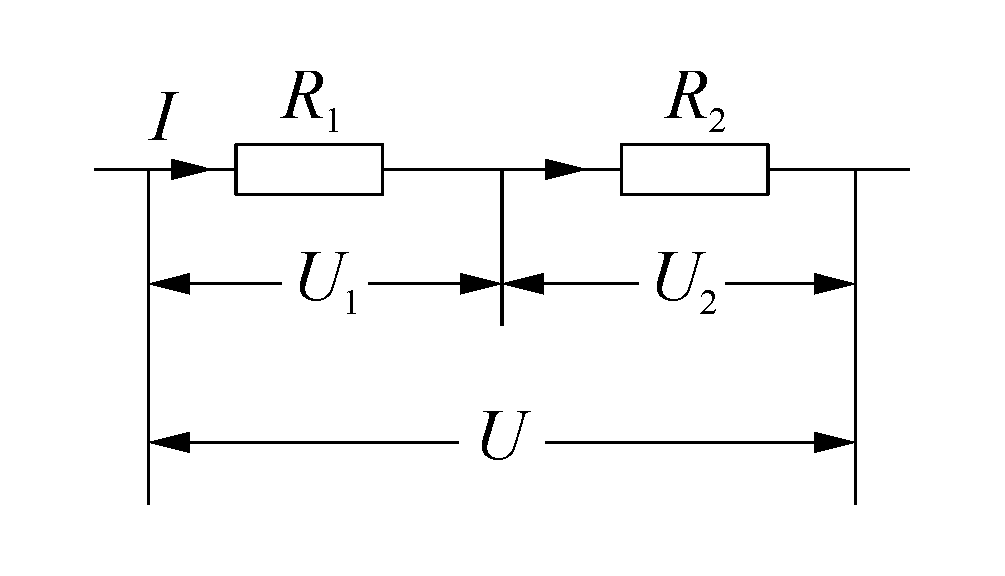 I R₁ R₂
U₁ U₂
U